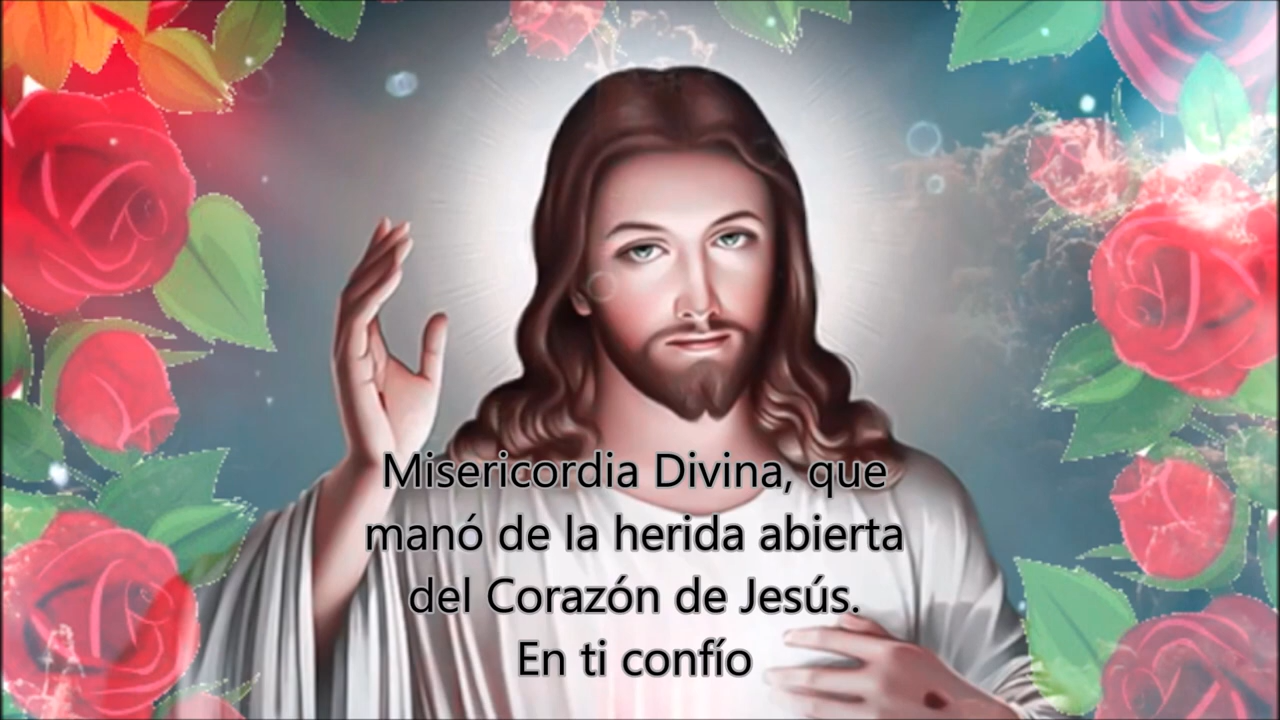 Misericordia Divina, que
manó de la herida abierta
del Corazón de Jesús.
En ti confío